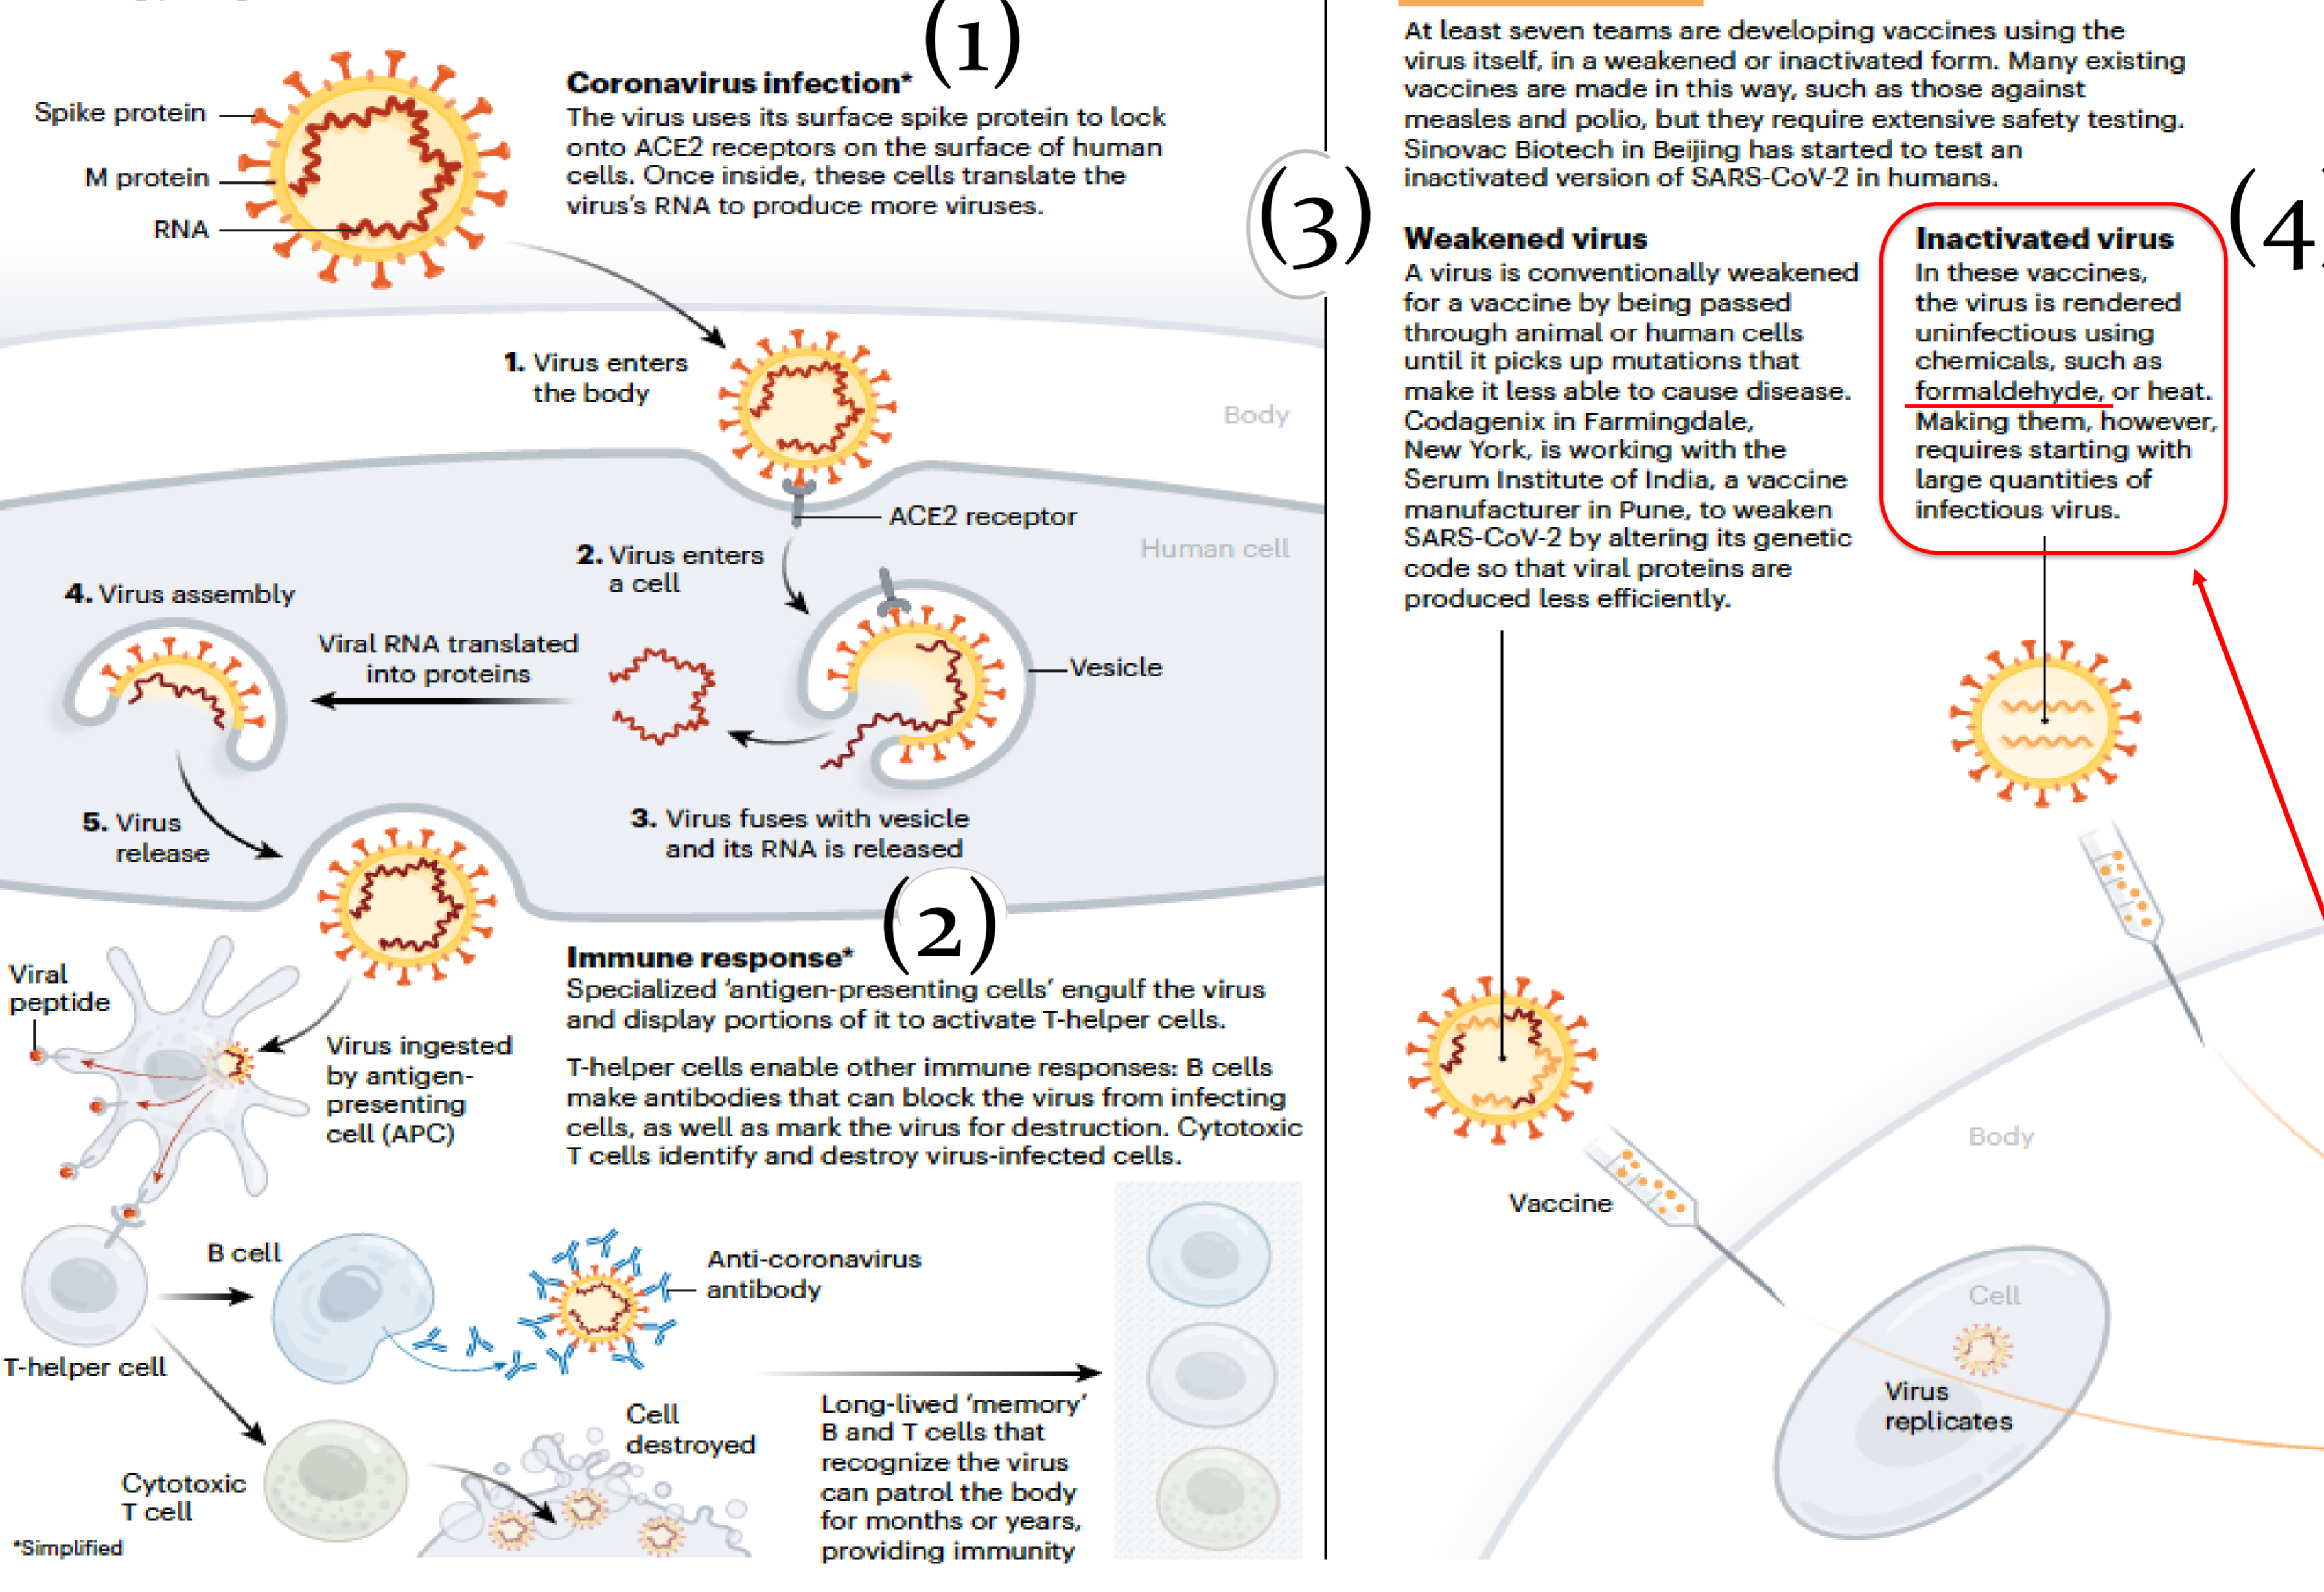 (1)
Coronavirus infection*
The virus uses its surface spike protein to lock
onto ACE2 receptors on the surface of human
cells. Once inside, these cells translate the
virus's RNA to produce more viruses.
Spike protein
M protein
RNA
1. Virus enters
the body
Body
ACE2 receptor
Human cell
2. Virus enters
a cell
Vesicle
3. Virus fuses with vesicle
and its RNA is released
Viral RNA translated
into proteins
4. Virus assembly
5. Virus
release
(2)
Immune response*
Specialized 'antigen-presenting cells' engulf the virus
and display portions of it to activate T-helper cells.
T-helper cells enable other immune responses: B cells
make antibodies that can block the virus from infecting
cells, as well as mark the virus for destruction. Cytotoxic
T cells identify and destroy virus-infected cells.
Viral
peptide
Virus ingested
by antigen-
presenting
cell (APC)
T-helper cell
B cell
Anti-coronavirus
antibody
Cytotoxic
T cell
Cell
destroyed
Long-lived 'memory'
B and T cells that
recognize the virus
can patrol the body
for months or years,
providing immunity
*Simplified
(3)
At least seven teams are developing vaccines using the
virus itself, in a weakened or inactivated form. Many existing
vaccines are made in this way, such as those against
measles and polio, but they require extensive safety testing.
Sinovac Biotech in Beijing has started to test an
inactivated version of SARS-CoV-2 in humans.
Weakened virus
A virus is conventionally weakened
for a vaccine by being passed
through animal or human cells
until it picks up mutations that
make it less able to cause disease.
Codagenix in Farmingdale,
New York, is working with the
Serum Institute of India, a vaccine
manufacturer in Pune, to weaken
SARS-CoV-2 by altering its genetic
code so that viral proteins are
produced less efficiently.
(4)
Inactivated virus
In these vaccines,
the virus is rendered
uninfectious using
chemicals, such as
formaldehyde, or heat.
Making them, however,
requires starting with
large quantities of
infectious virus.
Vaccine
Body
Cell
Virus
replicates